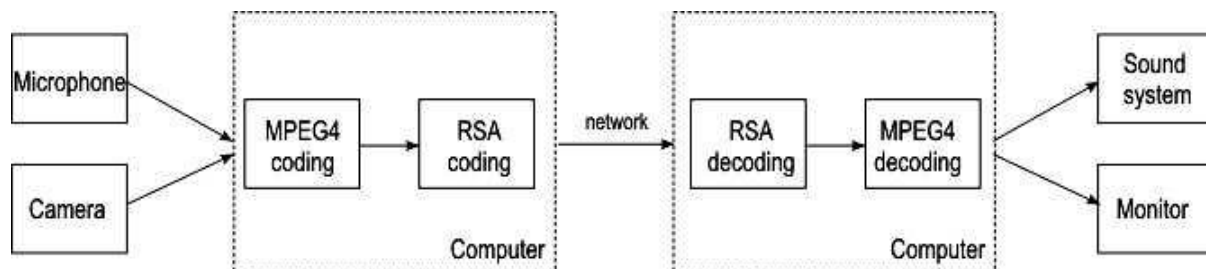 Microphone
Camera
MPEG4
coding
RSA
coding
Computer
network
RSA
decoding
MPEG4
decoding
Computer
Sound
system
Monitor